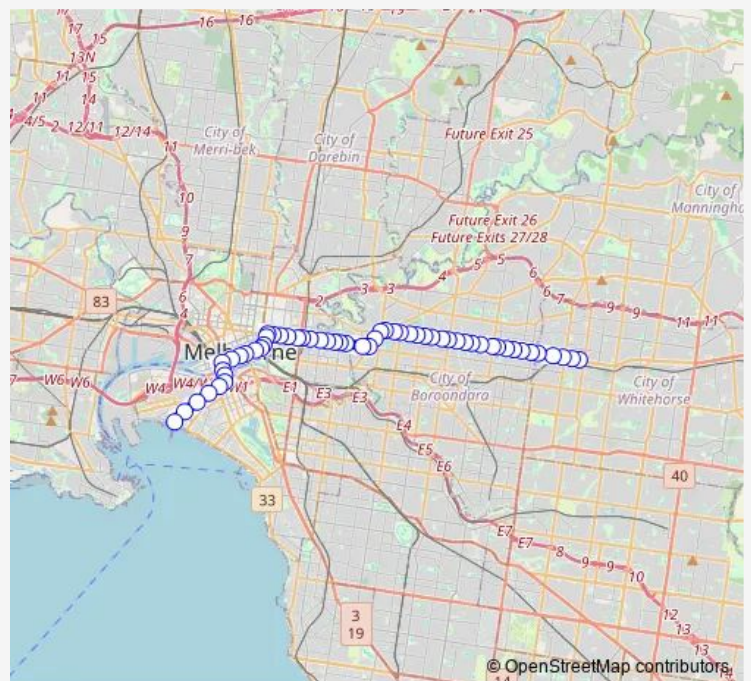 16
16
17
15
13N
11
15
11
14
4/5
2
12/11
12/14
11
City of
Merri-bek
City of
Darebin
Future Exit 25
10
9
7
City of
Future Exit 26
Future Exits 27/28
83
6
4
2
3
3
4
5
5
6
6
7
9
9
11
11
W6
W6
W4
E1
E3
E3
City of
Boroondara
City of
Whitehorse
E4
E5
E6
33
40
E7
E7
8
9
9
10
3
19
12
13
13
14
© OpenStreetMap contributors